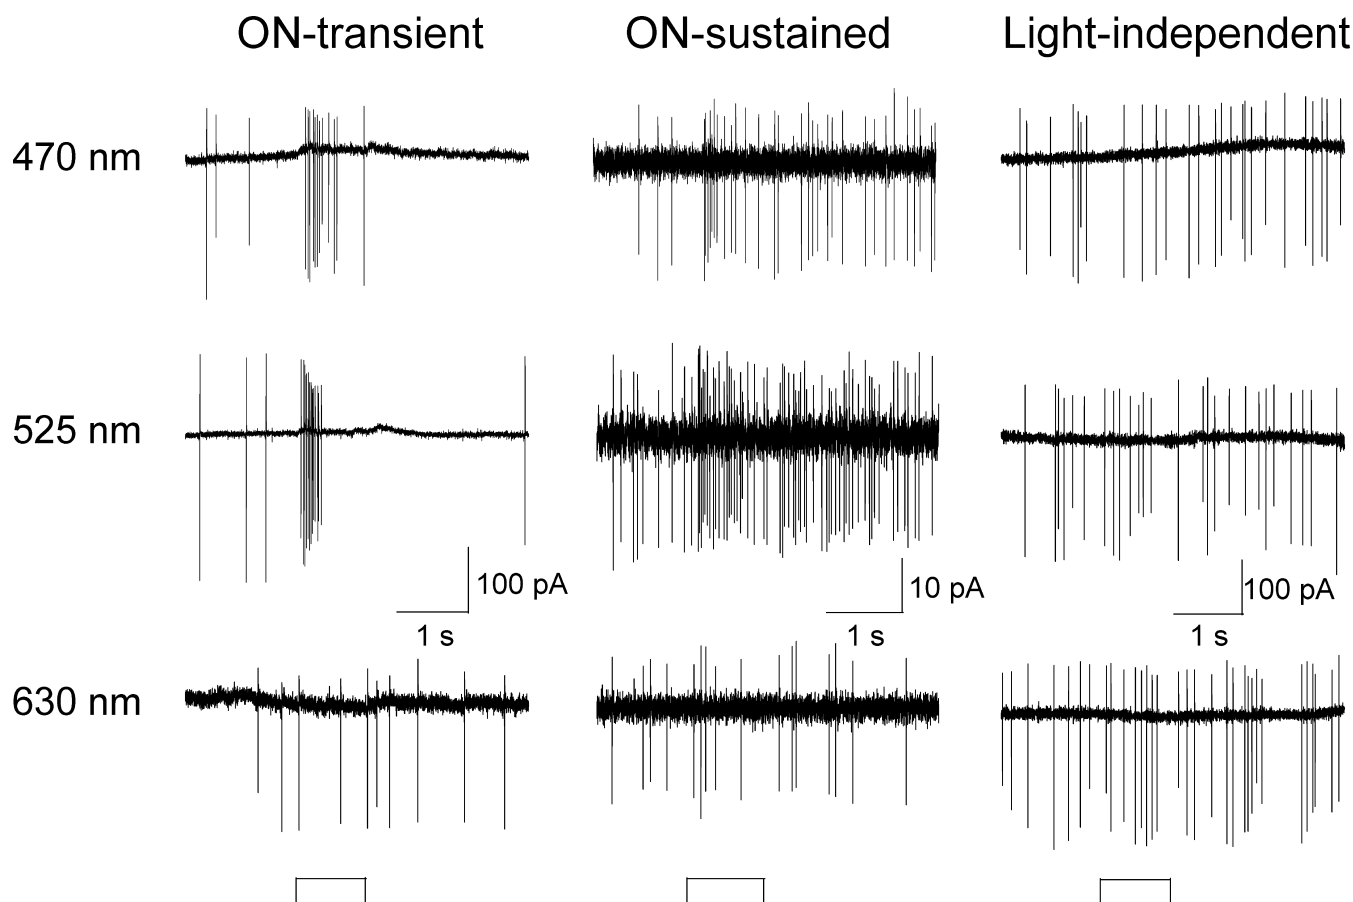 ON-transient ON-sustained Light-independent
470 nm
525 nm
100 pA 10 pA 100 pA
1 s 1 s 1 s
630 nm